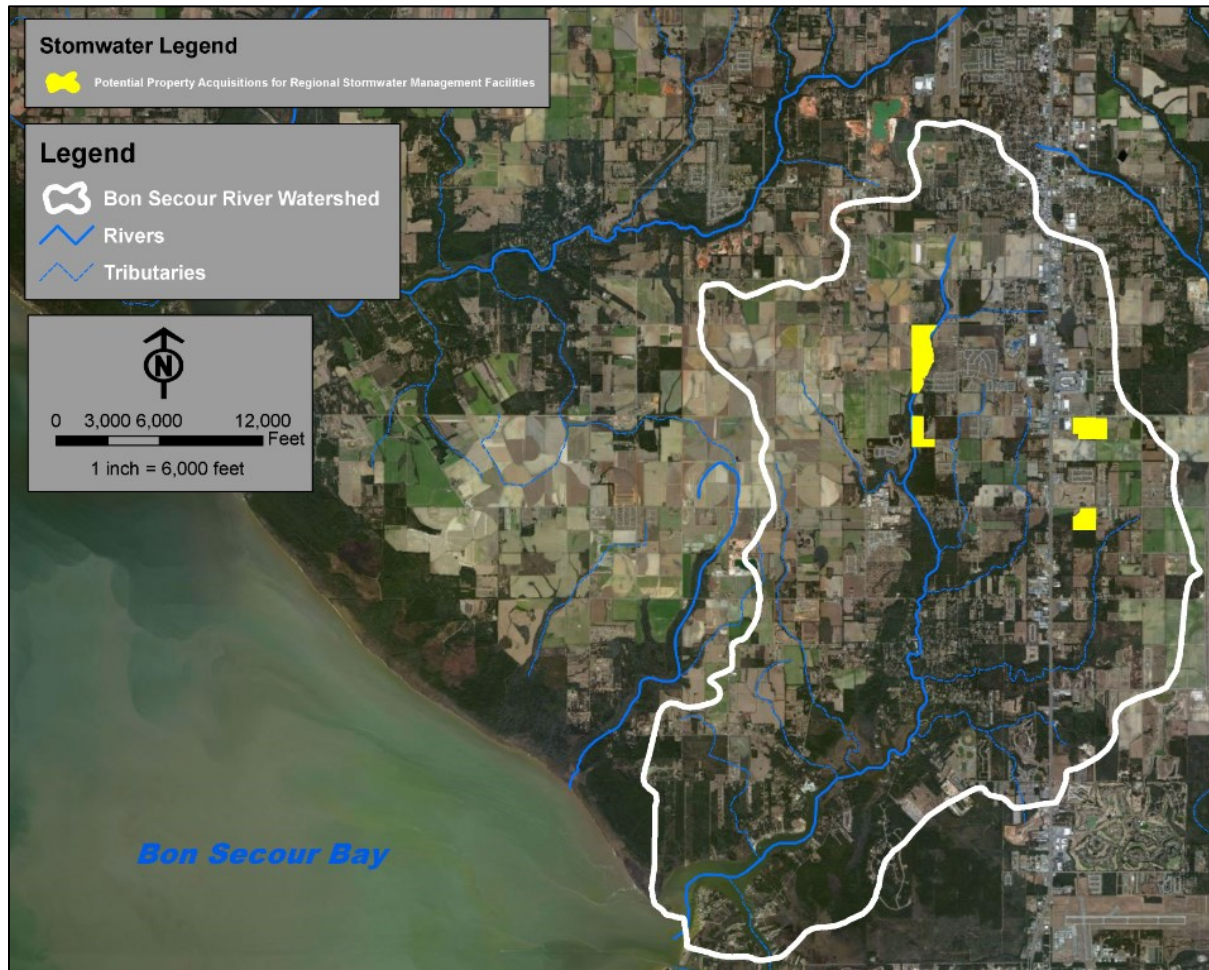 Stomwater Legend
Potential Property Acquisitions for Regional Stormwater Management Facilities
Legend
Bon Secour River Watershed
Rivers
Tributaries
N
0 3,000 6,000 12,000
Feet
1 inch = 6,000 feet
Bon Secour Bay